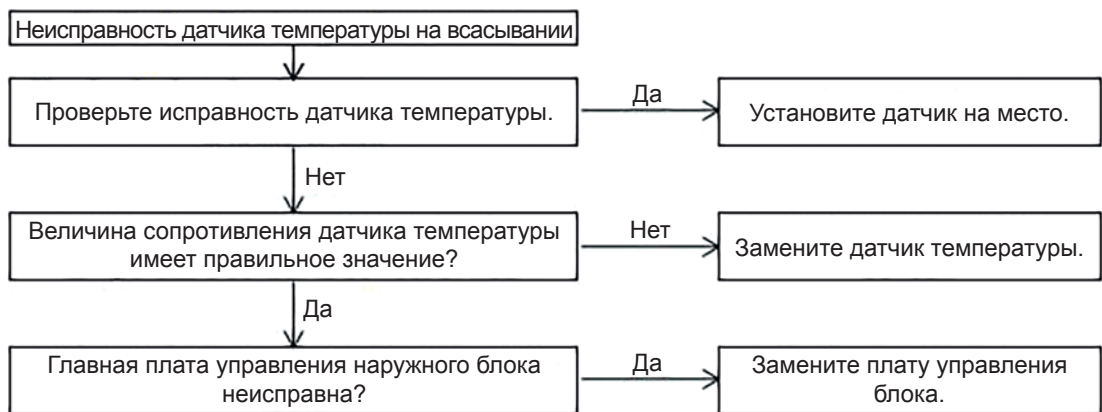 Неисправность датчика температуры на всасывании
Проверьте исправность датчика температуры.
Да
Установите датчик на место.
Нет
Величина сопротивления датчика температуры
имеет правильное значение?
Нет
Замените датчик температуры.
Да
Главная плата управления наружного блока
неисправна?
Да
Замените плату управления
блока.